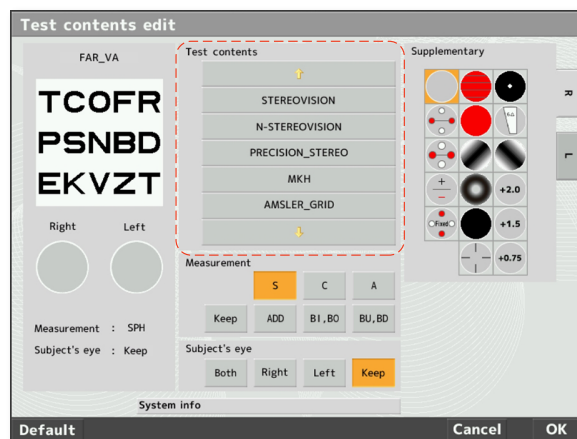 Test contents edit
FAR_VA
TCOFR
PSNBD
EKVZT
Right Left
Measurement : SPH
Subject's eye : Keep
Test contents
STEREOVISION
N-STEREOVISION
PRECISION_STEREO
MKH
AMSLER_GRID
Measurement
S C A
Keep ADD BI,BO BU,BD
Subject's eye
Both Right Left Keep
Supplementary
+2.0
Fixed +1.5
+0.75
R
L
System info
Default Cancel OK